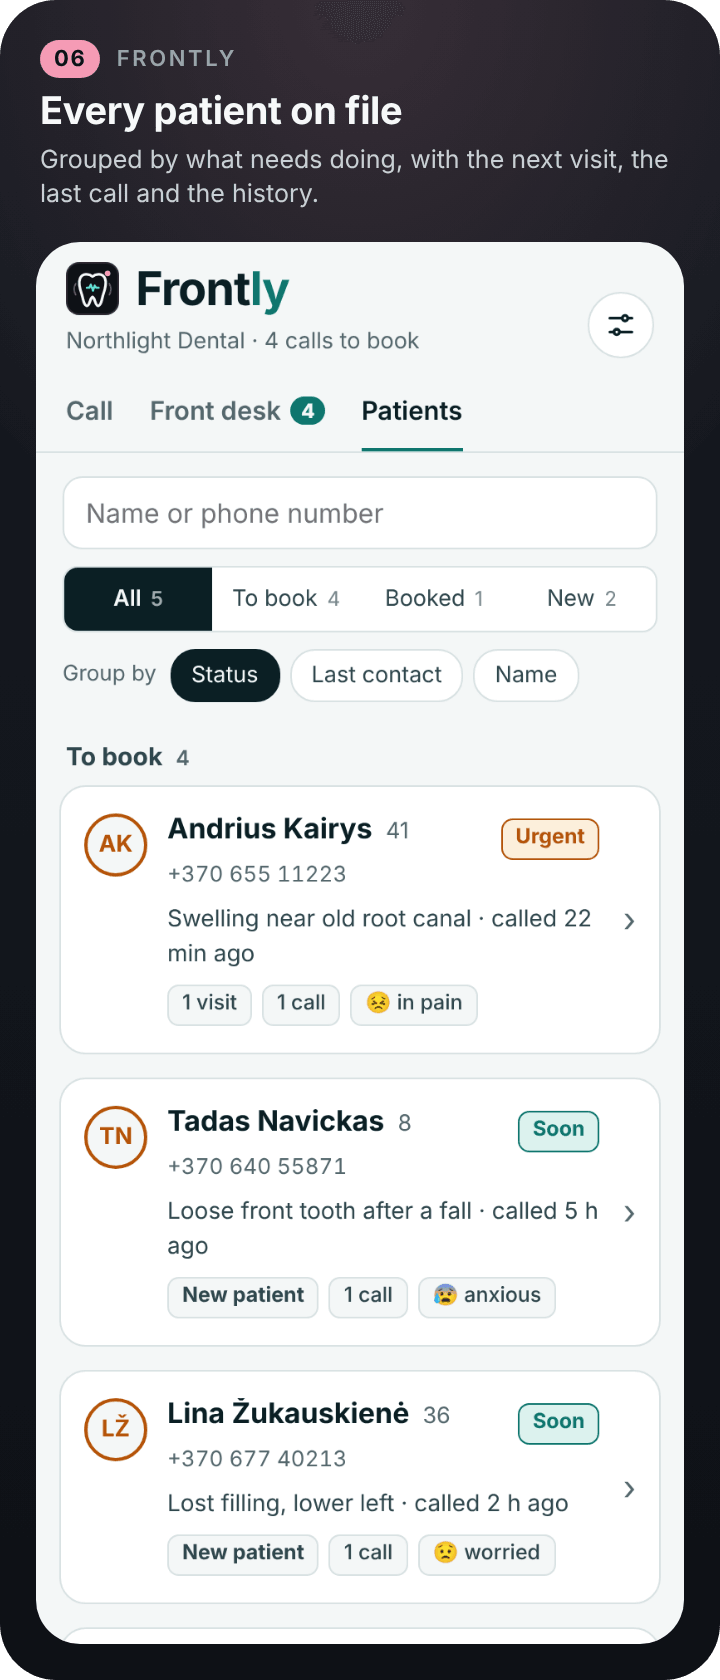 06 FRONTLY
Every patient on file
Grouped by what needs doing, with the next visit, the
last call and the history.
Frontly
Northlight Dental · 4 calls to book
Call Front desk 4 Patients
Name or phone number
All 5 To book 4 Booked 1 New 2
Group by Status Last contact Name
To book 4
AK Andrius Kairys 41 Urgent
+370 655 11223
Swelling near old root canal · called 22
min ago
1 visit 1 call 😣 in pain
TN Tadas Navickas 8 Soon
+370 640 55871
Loose front tooth after a fall · called 5 h
ago
New patient 1 call 😰 anxious
LŽ Lina Žukauskienė 36 Soon
+370 677 40213
Lost filling, lower left · called 2 h ago
New patient 1 call 😟 worried